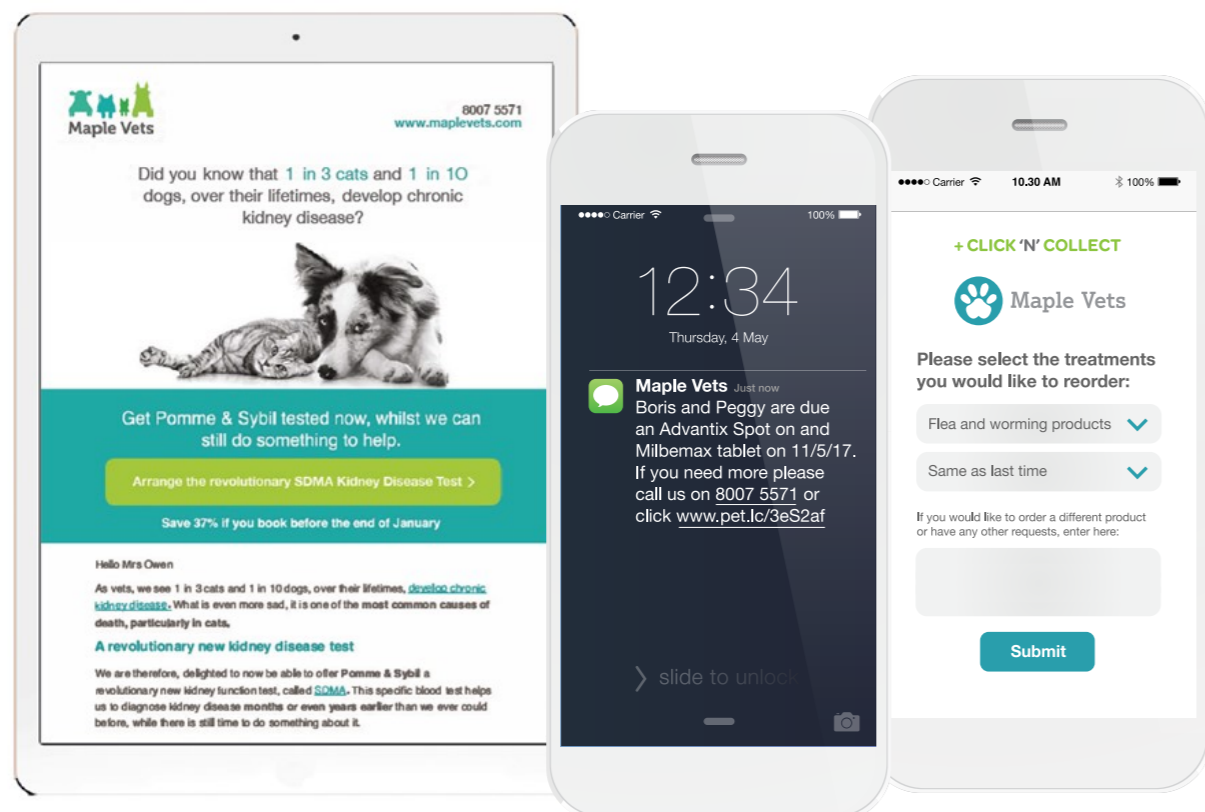 Maple Vets
8007 5571
www.maplevets.com
Did you know that 1 in 3 cats and 1 in 10
dogs, over their lifetimes, develop chronic
kidney disease?
Get Pomme & Sybil tested now, whilst we can
still do something to help.
Arrange the revolutionary SDMA Kidney Disease Test >
Save 37% if you book before the end of January
Hello Mrs Owen
As vets, we see 1 in 3 cats and 1 in 10 dogs, over their lifetimes, develop chronic
kidney disease. What is even more sad, it is one of the most common causes of
death, particularly in cats.
A revolutionary new kidney disease test
We are therefore, delighted to now be able to offer Pomme & Sybil a
revolutionary new kidney function test, called SDMA. This specific blood test helps
us to diagnose kidney disease months or even years earlier than we ever could
before, while there is still time to do something about it.
Carrier 100%
12:34
Thursday, 4 May
Maple Vets Just now
Boris and Peggy are due
an Advantix Spot on and
Milbemax tablet on 11/5/17.
If you need more please
call us on 8007 5571 or
click www.pet.lc/3eS2af
> slide to unlock
Carrier 10.30 AM 100%
+ CLICK 'N' COLLECT
Maple Vets
Please select the treatments
you would like to reorder:
Flea and worming products
Same as last time
If you would like to order a different product
or have any other requests, enter here:
Submit